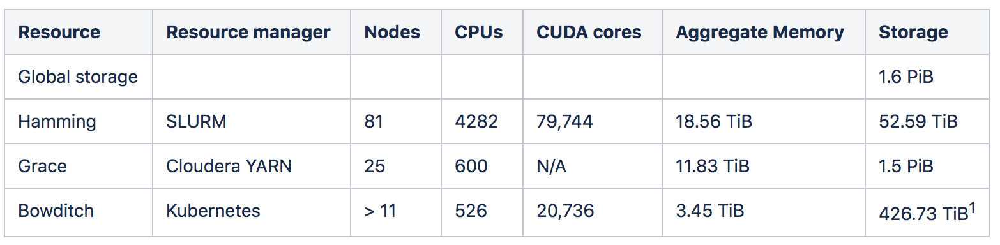 Resource Resource manager Nodes CPUs CUDA cores Aggregate Memory Storage
Global storage 1.6 PiB
Hamming SLURM 81 4282 79,744 18.56 TiB 52.59 TiB
Grace Cloudera YARN 25 600 N/A 11.83 TiB 1.5 PiB
Bowditch Kubernetes > 11 526 20,736 3.45 TiB 426.73 TiB¹